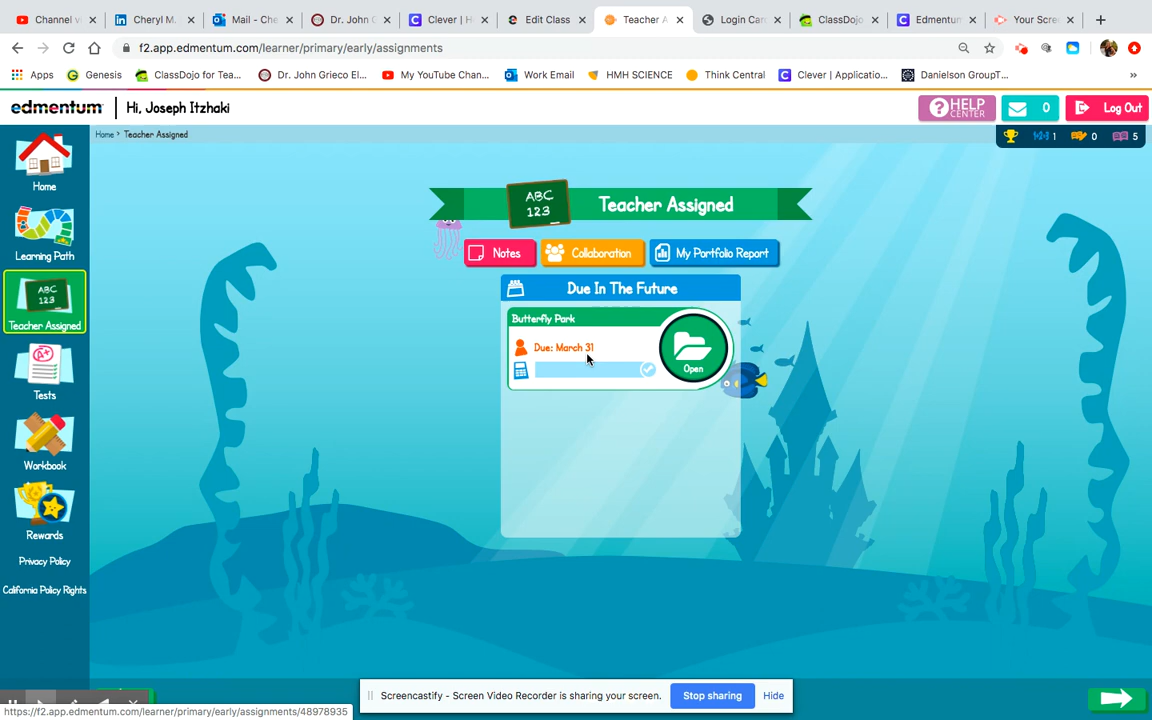 Channel vi
Cheryl M.
Mail - Che
Dr. John G
Clever | H
Edit Class
Teacher A
Login Car
ClassDojo
Edmentum
Your Scre
f2.app.edmentum.com/learner/primary/early/assignments
Apps
Genesis
ClassDojo for Tea...
Dr. John Grieco El...
My YouTube Chan...
Work Email
HMH SCIENCE
Think Central
Clever | Applicatio...
Danielson GroupT...
»
edmentum
Hi, Joseph Itzhaki
HELP CENTER
0
Log Out
Home > Teacher Assigned
1
0
5
Home
Learning Path
ABC
123
Teacher Assigned
Tests
Workbook
Rewards
Privacy Policy
California Policy Rights
ABC
123
Teacher Assigned
Notes
Collaboration
My Portfolio Report
Due In The Future
Butterfly Park
Due: March 31
Open
Screencastify - Screen Video Recorder is sharing your screen.
Stop sharing
Hide
https://f2.app.edmentum.com/learner/primary/early/assignments/48978935